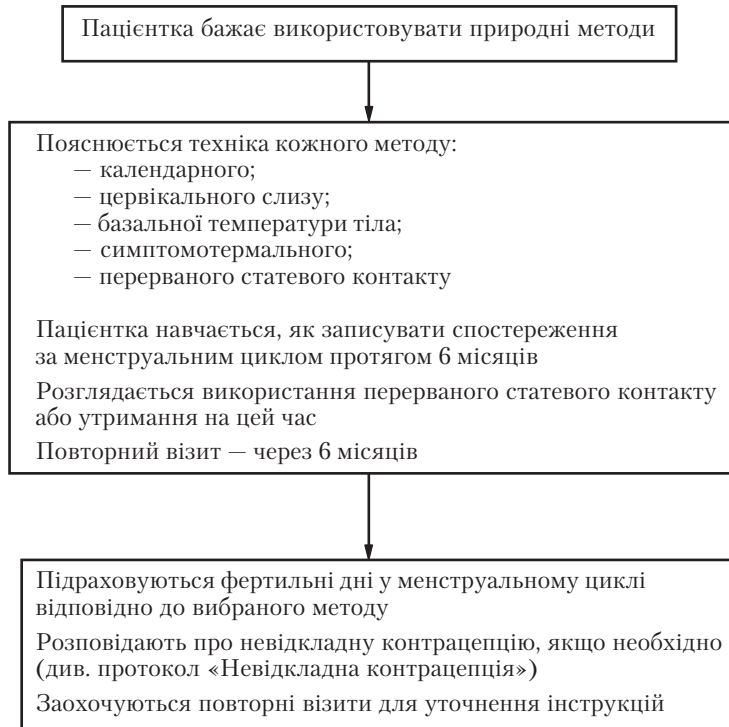 Пацієнтка бажає використовувати природні методи
Пояснюється техніка кожного методу:
— календарного;
— цервікального слизу;
— базальної температури тіла;
— симптомотермального;
— перерваного статевого контакту
Пацієнтка навчається, як записувати спостереження
за менструальним циклом протягом 6 місяців
Розглядається використання перерваного статевого контакту
або утримання на цей час
Повторний візит — через 6 місяців
Підраховуються фертильні дні у менструальному циклі
відповідно до вибраного методу
Розповідають про невідкладну контрацепцію, якщо необхідно
(див. протокол «Невідкладна контрацепція»)
Заохочуються повторні візити для уточнення інструкцій